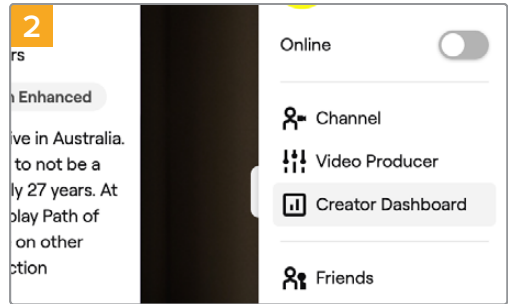 2
rs
Enhanced
ive in Australia.
to not be a
ly 27 years. At
play Path of
on other
ction
Online
Channel
Video Producer
Creator Dashboard
Friends